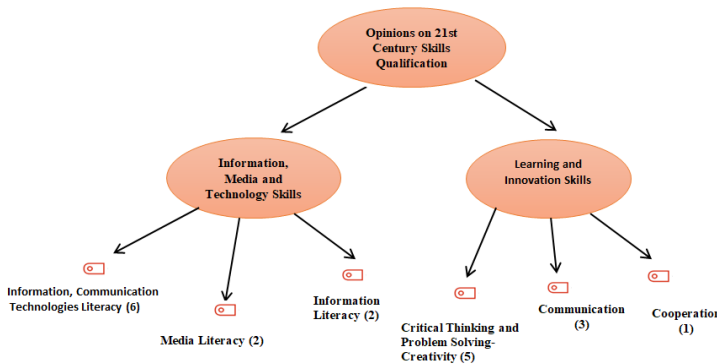 Opinions on 21st
Century Skills
Qualification
Information,
Media and
Technology Skills
Learning and
Innovation Skills
Information, Communication
Technologies Literacy (6)
Media Literacy (2)
Information
Literacy (2)
Critical Thinking and
Problem Solving-
Creativity (5)
Communication
(3)
Cooperation
(1)